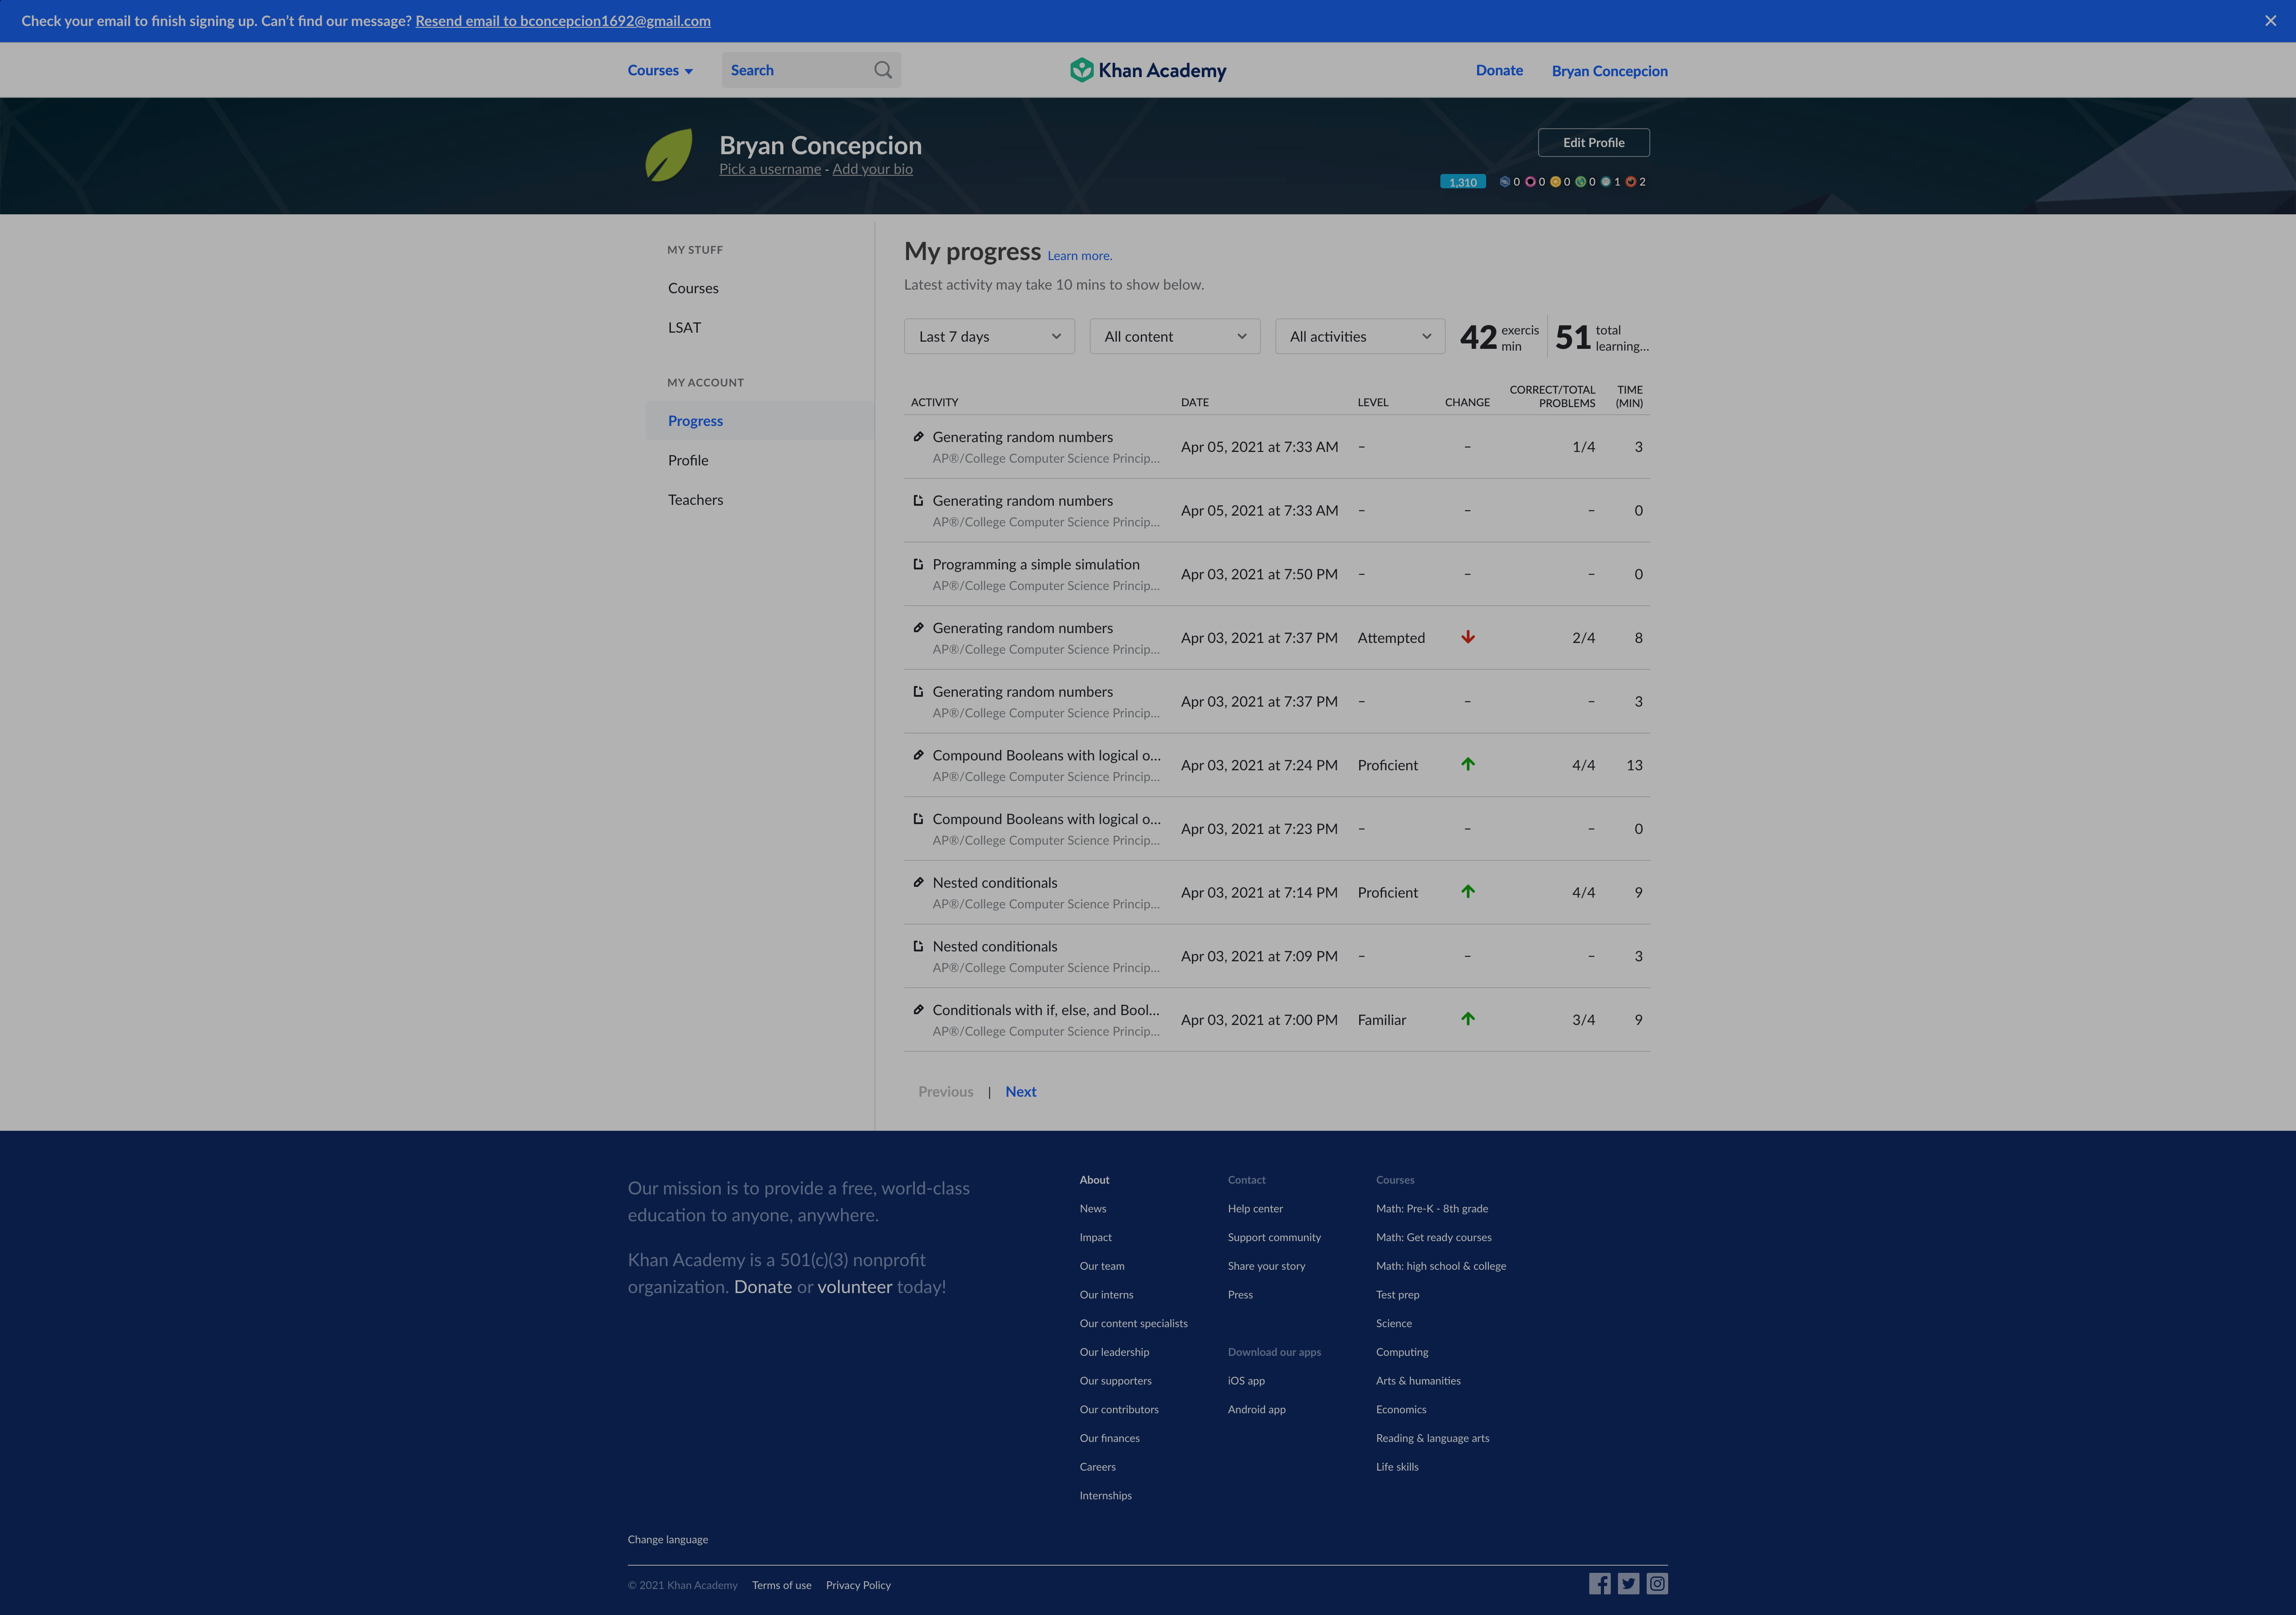 Check your email to finish signing up. Can't find our message? Resend email to bconcepcion1692@gmail.com
Courses
Search
Khan Academy
Donate
Bryan Concepcion
Bryan Concepcion
Pick a username - Add your bio
Edit Profile
1,310 0 0 0 0 1 2
MY STUFF
Courses
LSAT
MY ACCOUNT
Progress
Profile
Teachers
My progress Learn more.
Latest activity may take 10 mins to show below.
Last 7 days
All content
All activities
42 exercis min
51 total learning...
ACTIVITY DATE LEVEL CHANGE CORRECT/TOTAL PROBLEMS TIME (MIN)
Generating random numbers
AP®/College Computer Science Princip...
Apr 05, 2021 at 7:33 AM – – 1/4 3
Generating random numbers
AP®/College Computer Science Princip...
Apr 05, 2021 at 7:33 AM – – – 0
Programming a simple simulation
AP®/College Computer Science Princip...
Apr 03, 2021 at 7:50 PM – – – 0
Generating random numbers
AP®/College Computer Science Princip...
Apr 03, 2021 at 7:37 PM Attempted 2/4 8
Generating random numbers
AP®/College Computer Science Princip...
Apr 03, 2021 at 7:37 PM – – – 3
Compound Booleans with logical o...
AP®/College Computer Science Princip...
Apr 03, 2021 at 7:24 PM Proficient 4/4 13
Compound Booleans with logical o...
AP®/College Computer Science Princip...
Apr 03, 2021 at 7:23 PM – – – 0
Nested conditionals
AP®/College Computer Science Princip...
Apr 03, 2021 at 7:14 PM Proficient 4/4 9
Nested conditionals
AP®/College Computer Science Princip...
Apr 03, 2021 at 7:09 PM – – – 3
Conditionals with if, else, and Bool...
AP®/College Computer Science Princip...
Apr 03, 2021 at 7:00 PM Familiar 3/4 9
Previous | Next
Our mission is to provide a free, world-class
education to anyone, anywhere.
Khan Academy is a 501(c)(3) nonprofit
organization. Donate or volunteer today!
About
News
Impact
Our team
Our interns
Our content specialists
Our leadership
Our supporters
Our contributors
Our finances
Careers
Internships
Contact
Help center
Support community
Share your story
Press
Download our apps
iOS app
Android app
Courses
Math: Pre-K - 8th grade
Math: Get ready courses
Math: high school & college
Test prep
Science
Computing
Arts & humanities
Economics
Reading & language arts
Life skills
Change language
© 2021 Khan Academy Terms of use Privacy Policy